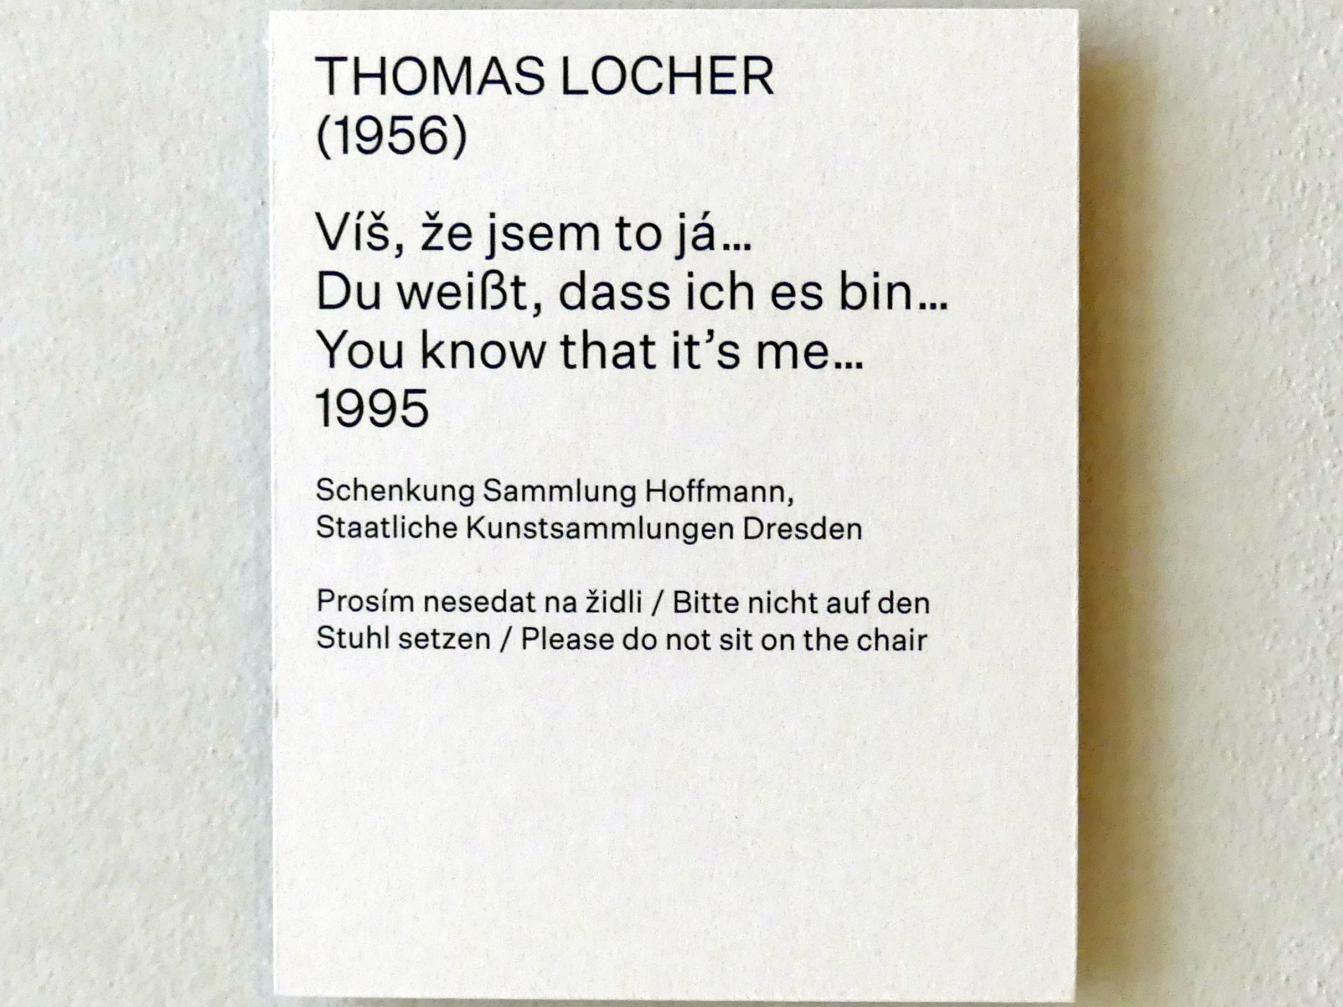 THOMAS LOCHER
(1956)
Víš, že jsem to já…
Du weißt, dass ich es bin…
You know that it’s me…
1995
Schenkung Sammlung Hoffmann,
Staatliche Kunstsammlungen Dresden
Prosím nesedat na židli / Bitte nicht auf den
Stuhl setzen / Please do not sit on the chair